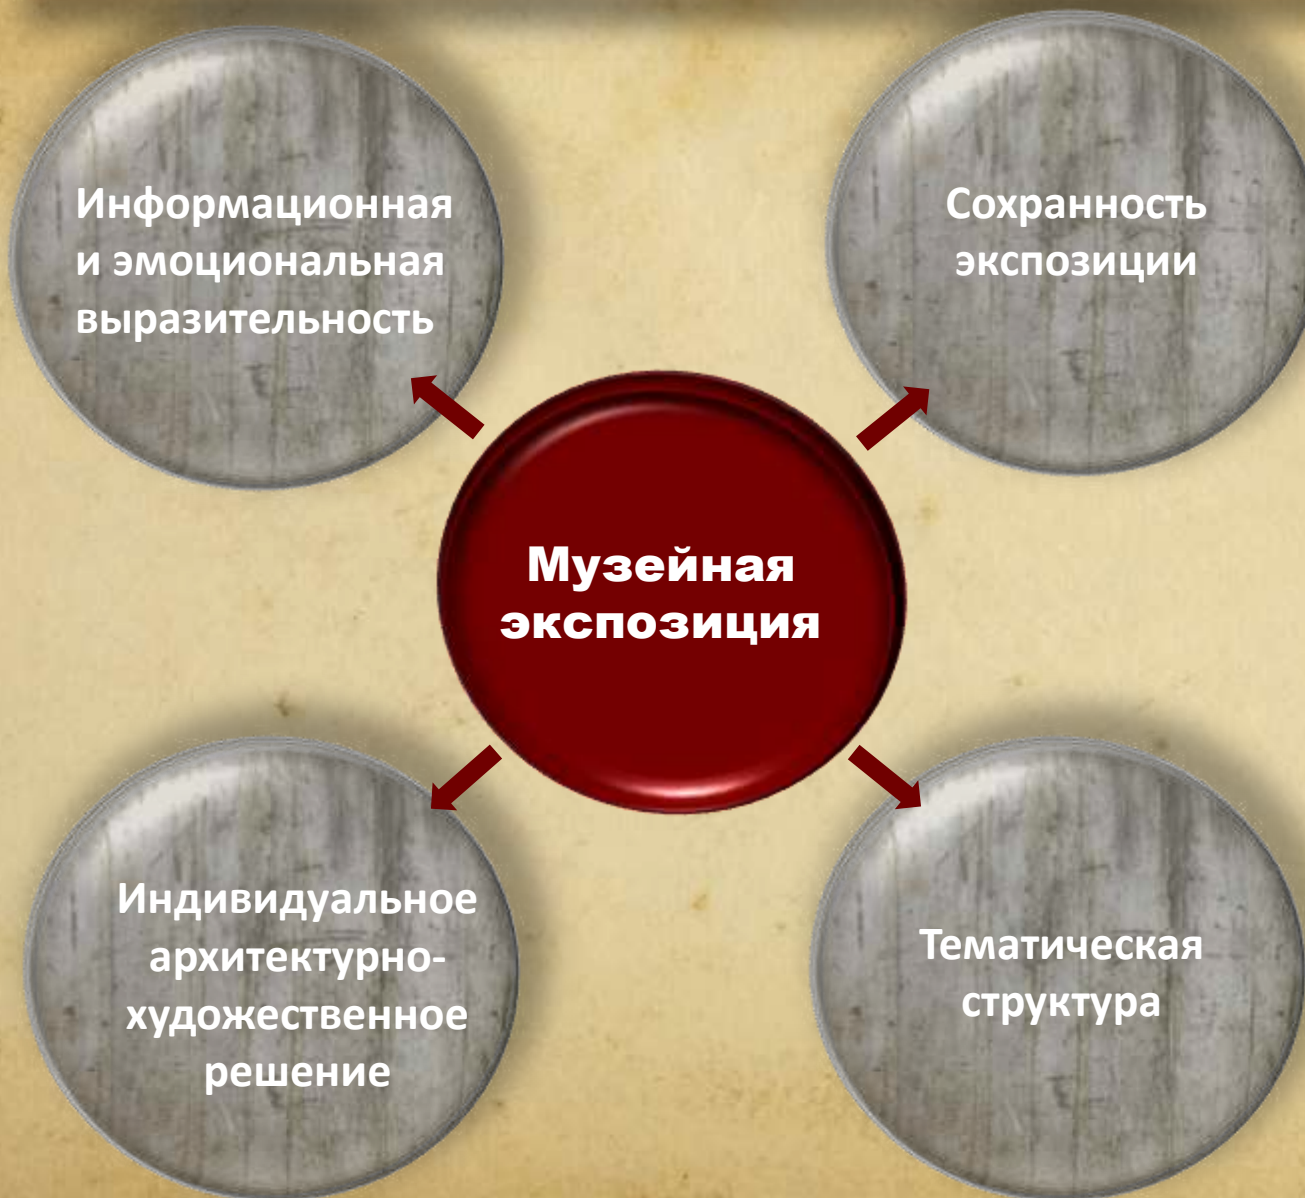 Информационная
и эмоциональная
выразительность
Сохранность
экспозиции
Музейная
экспозиция
Индивидуальное
архитектурно-
художественное
решение
Тематическая
структура